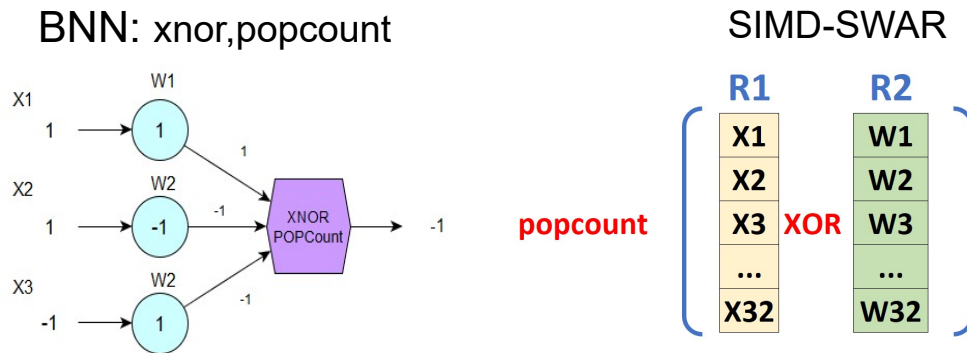 BNN: xnor,popcount
X1
1
W1
1
1
X2
1
W2
-1
-1
XNOR
POPCount
-1
X3
-1
W2
1
-1
SIMD-SWAR
R1
R2
popcount
X1
X2
X3
...
X32
XOR
W1
W2
W3
...
W32